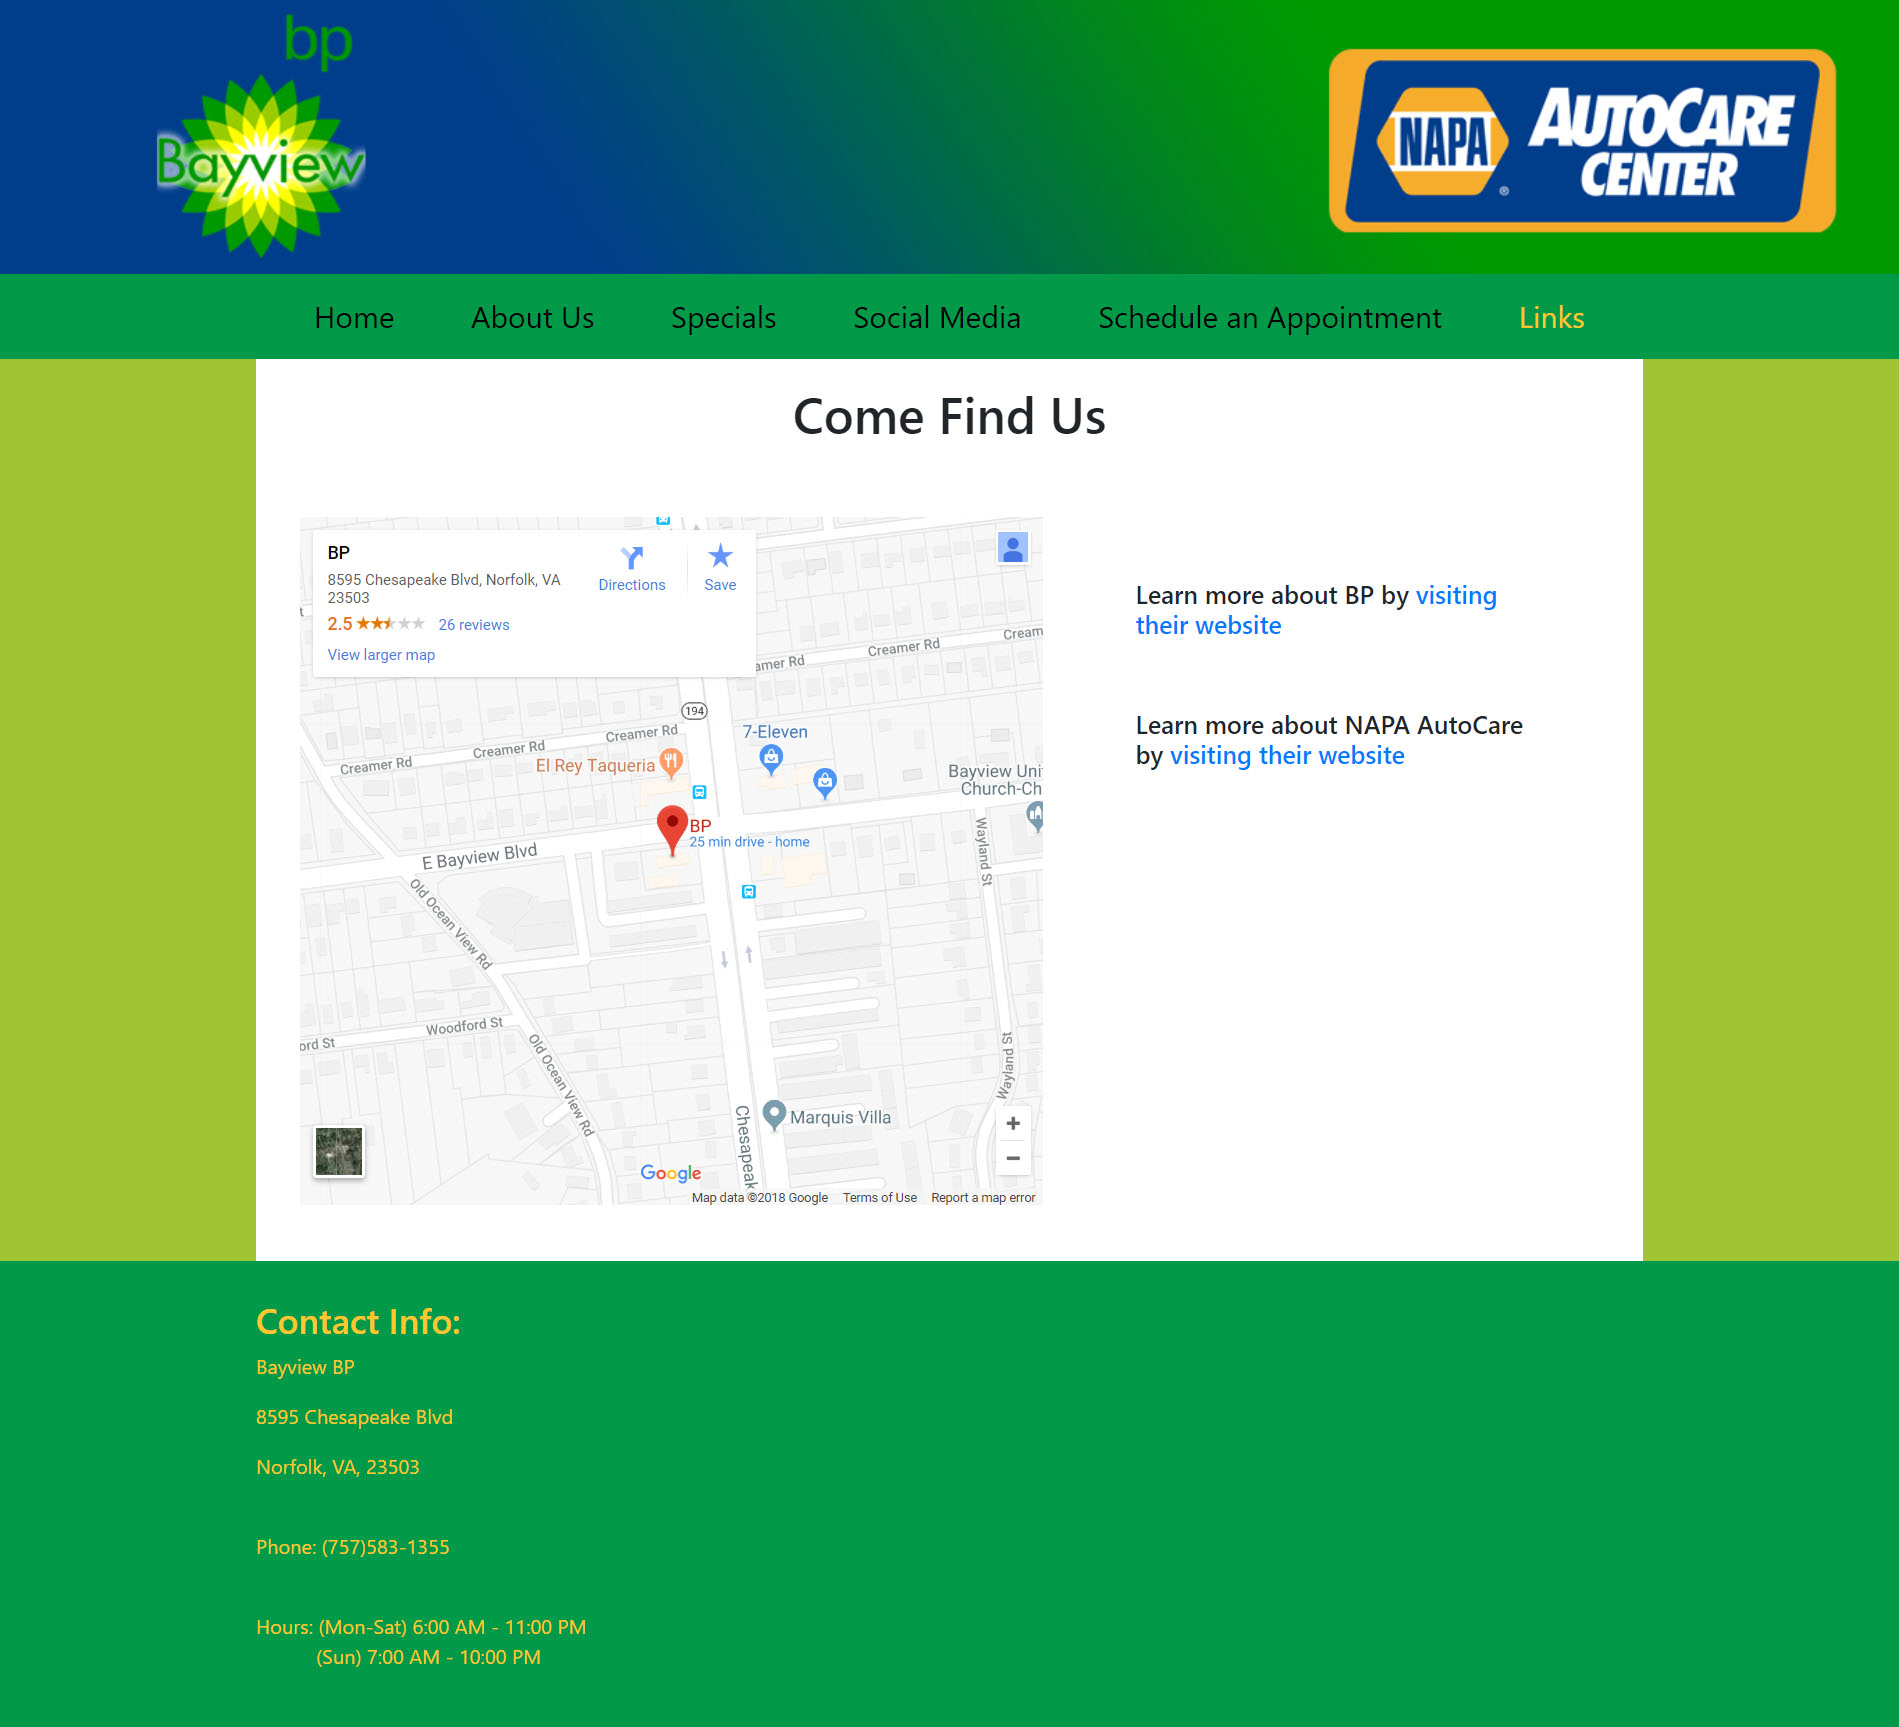 bp
Bayview
NAPA
®
AUTOCARE
CENTER
Home
About Us
Specials
Social Media
Schedule an Appointment
Links
Come Find Us
BP
8595 Chesapeake Blvd, Norfolk, VA
23503
2.5
26 reviews
View larger map
Directions
Save
Creamer Rd
Cream
amer Rd
194
Creamer Rd
Creamer Rd
Creamer Rd
7-Eleven
El Rey Taqueria
Bayview Uni
Church-Ch
BP
25 min drive - home
E Bayview Blvd
Wayland St
Old Ocean View Rd
Woodford St
ord St
Old Ocean View Rd
Wayland St
Chesapeak
Marquis Villa
+
−
Google
Map data ©2018 Google
Terms of Use
Report a map error
Learn more about BP by visiting
their website
Learn more about NAPA AutoCare
by visiting their website
Contact Info:
Bayview BP
8595 Chesapeake Blvd
Norfolk, VA, 23503
Phone: (757)583-1355
Hours: (Mon-Sat) 6:00 AM - 11:00 PM
(Sun) 7:00 AM - 10:00 PM